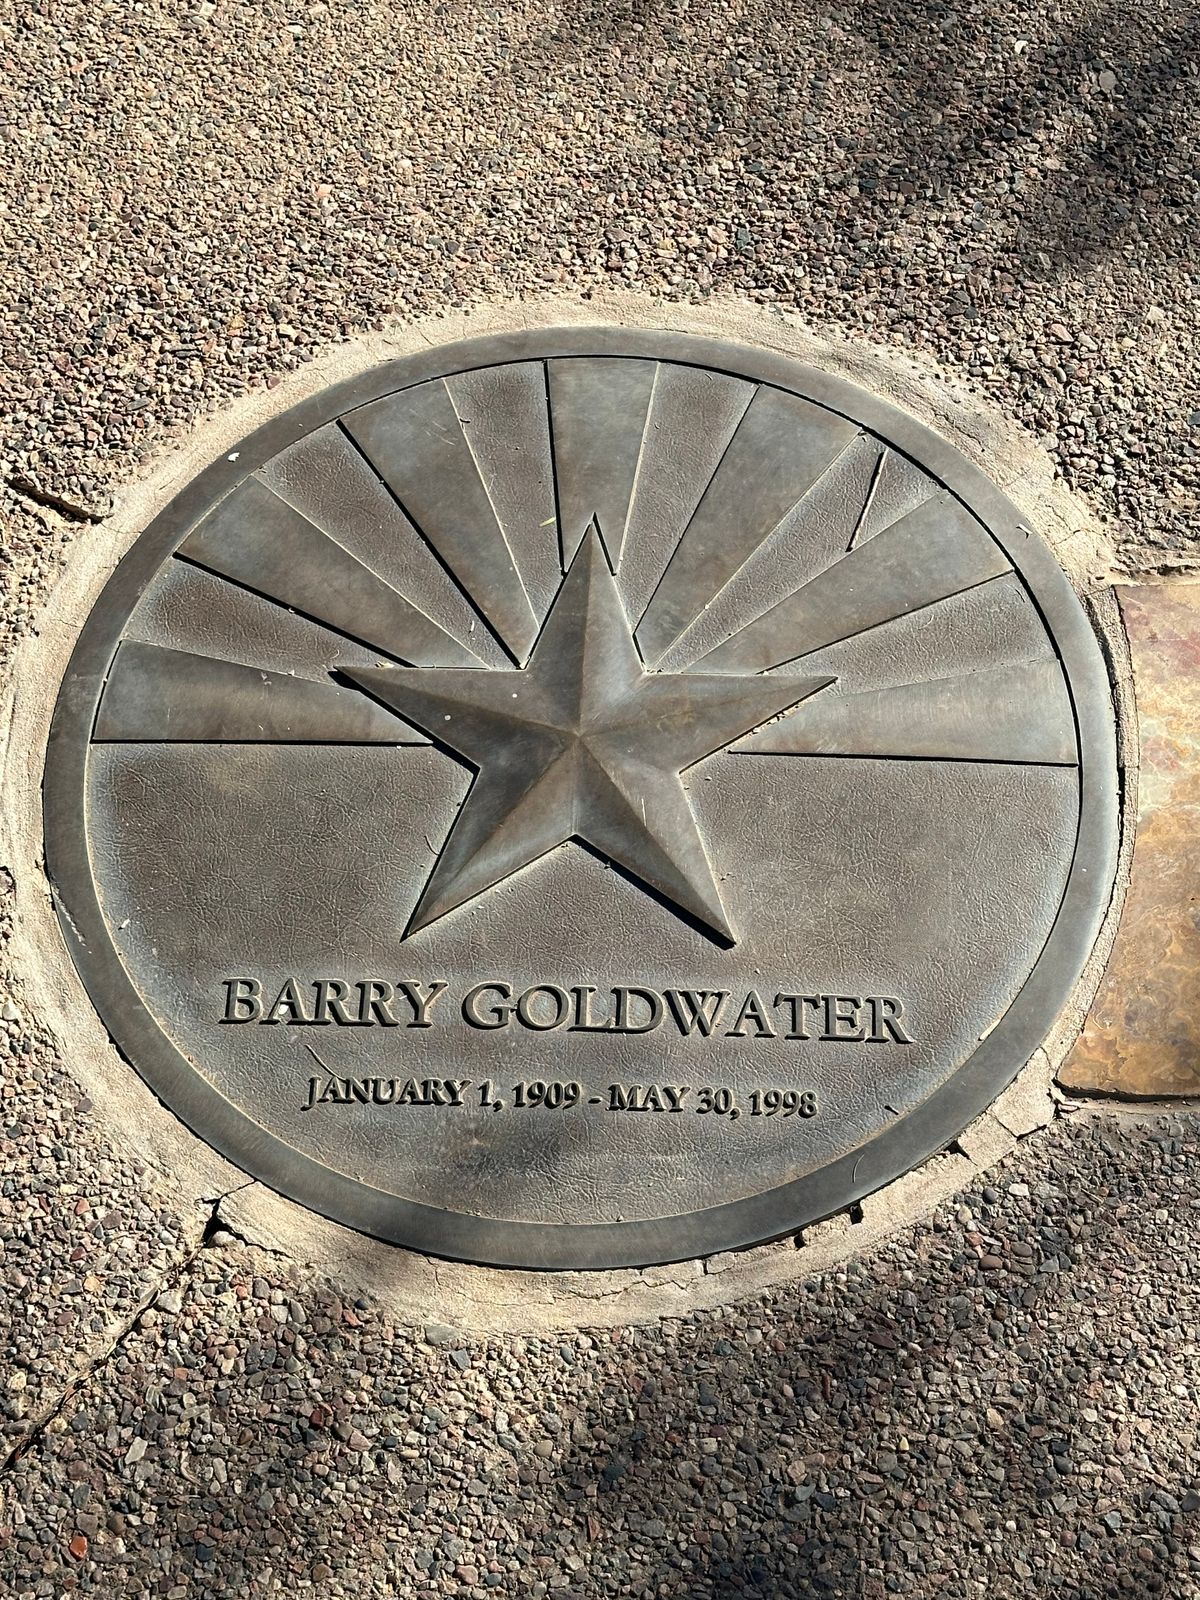 BARRY GOLDWATER
JANUARY 1, 1909 - MAY 30, 1998